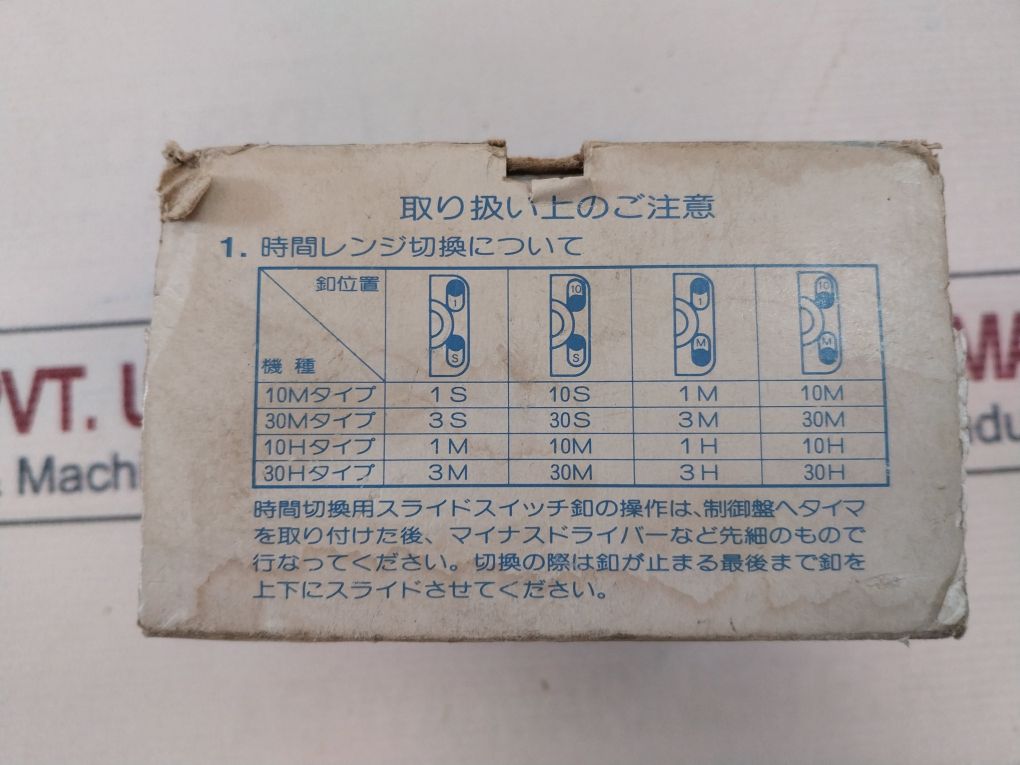 取り扱い上のご注意
1. 時間レンジ切換について
釦位置
1 10 1 10
S S M M
機 種
10Mタイプ 1S 10S 1M 10M
30Mタイプ 3S 30S 3M 30M
10Hタイプ 1M 10M 1H 10H
30Hタイプ 3M 30M 3H 30H
時間切換用スライドスイッチ釦の操作は、制御盤へタイマ
を取り付けた後、マイナスドライバーなど先細のもので
行なってください。切換の際は釦が止まる最後まで釦を
上下にスライドさせてください。
PVT.
Machi